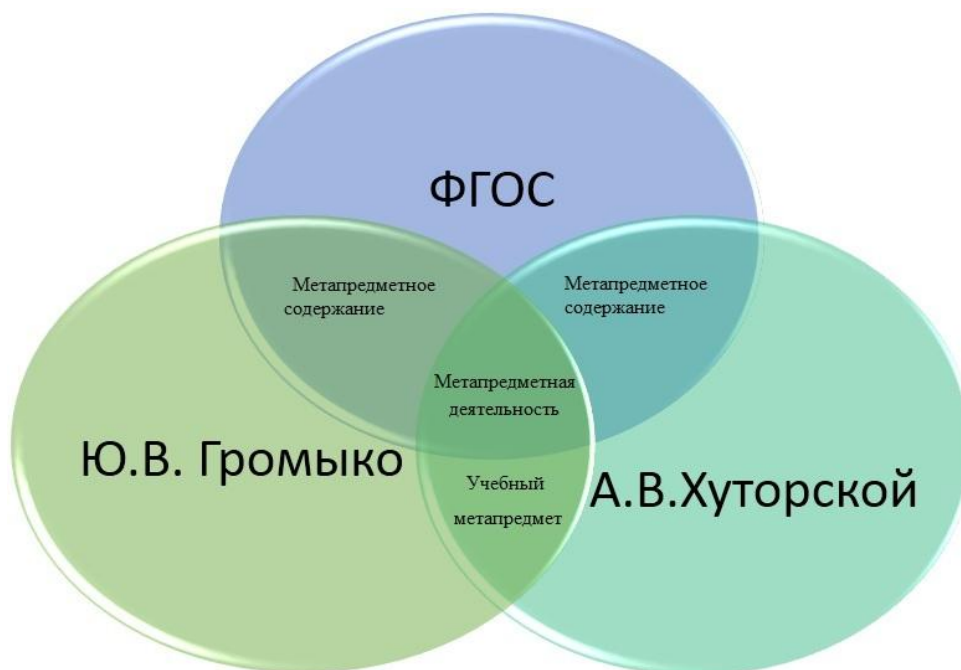 ФГОС
Метапредметное
содержание
Метапредметное
содержание
Метапредметная
деятельность
Ю.В. Громыко
А.В.Хуторской
Учебный
метапредмет